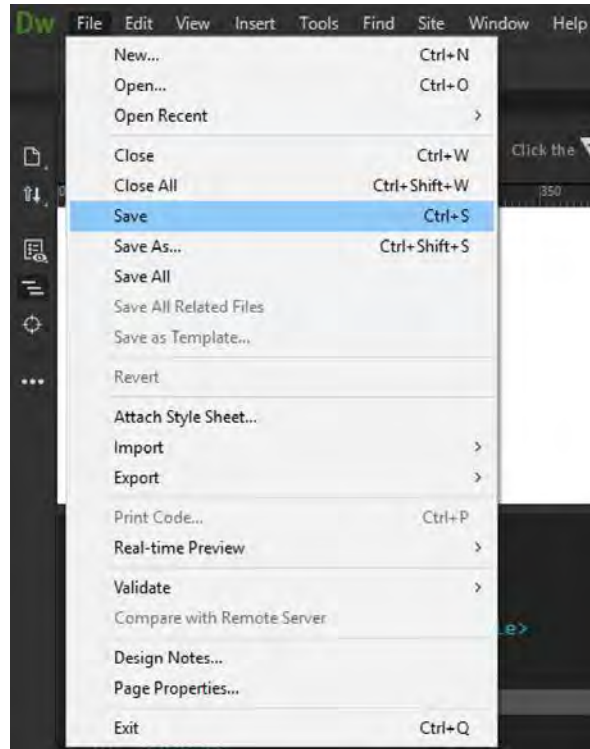 Dw File Edit View Insert Tools Find Site Window Help
New... Ctrl+N
Open... Ctrl+O
Open Recent
Close Ctrl+W
Click the
Close All Ctrl+Shift+W
350
Save Ctrl+S
Save As... Ctrl+Shift+S
Save All
Save All Related Files
Save as Template...
Revert
Attach Style Sheet...
Import
Export
Print Code... Ctrl+P
Real-time Preview
Validate
Compare with Remote Server
le>
Design Notes...
Page Properties...
Exit Ctrl+Q